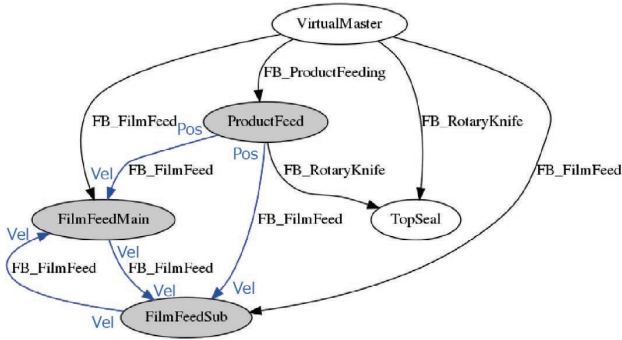 VirtualMaster
FB_ProductFeeding
FB_FilmFeed
Pos
ProductFeed
FB_RotaryKnife
Pos
Vel
FB_FilmFeed
FB_RotaryKnife
FB_FilmFeed
FilmFeedMain
FB_FilmFeed
TopSeal
Vel
Vel
FB_FilmFeed
FB_FilmFeed
Vel
Vel
FilmFeedSub
Vel